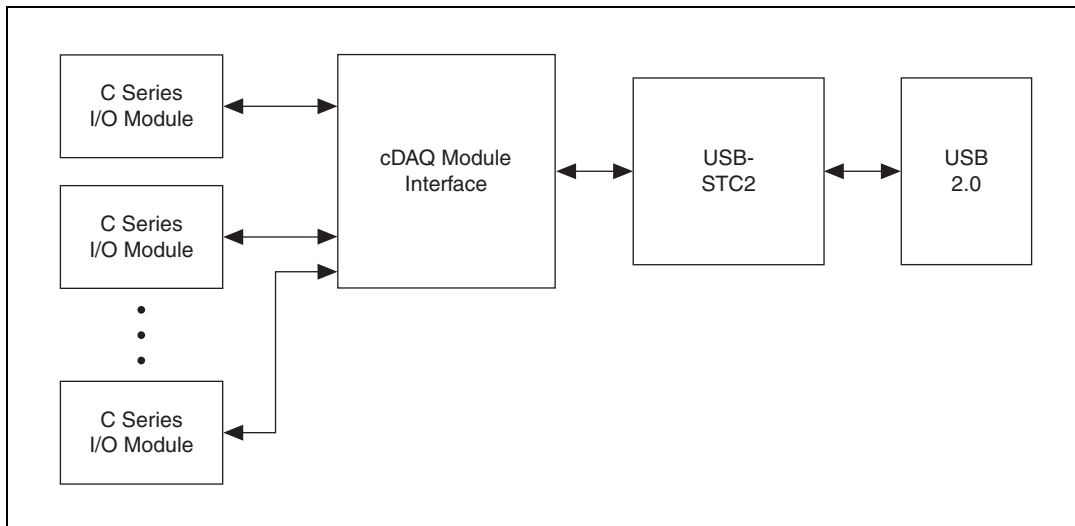 C Series
I/O Module
C Series
I/O Module
C Series
I/O Module
cDAQ Module
Interface
USB-
STC2
USB
2.0